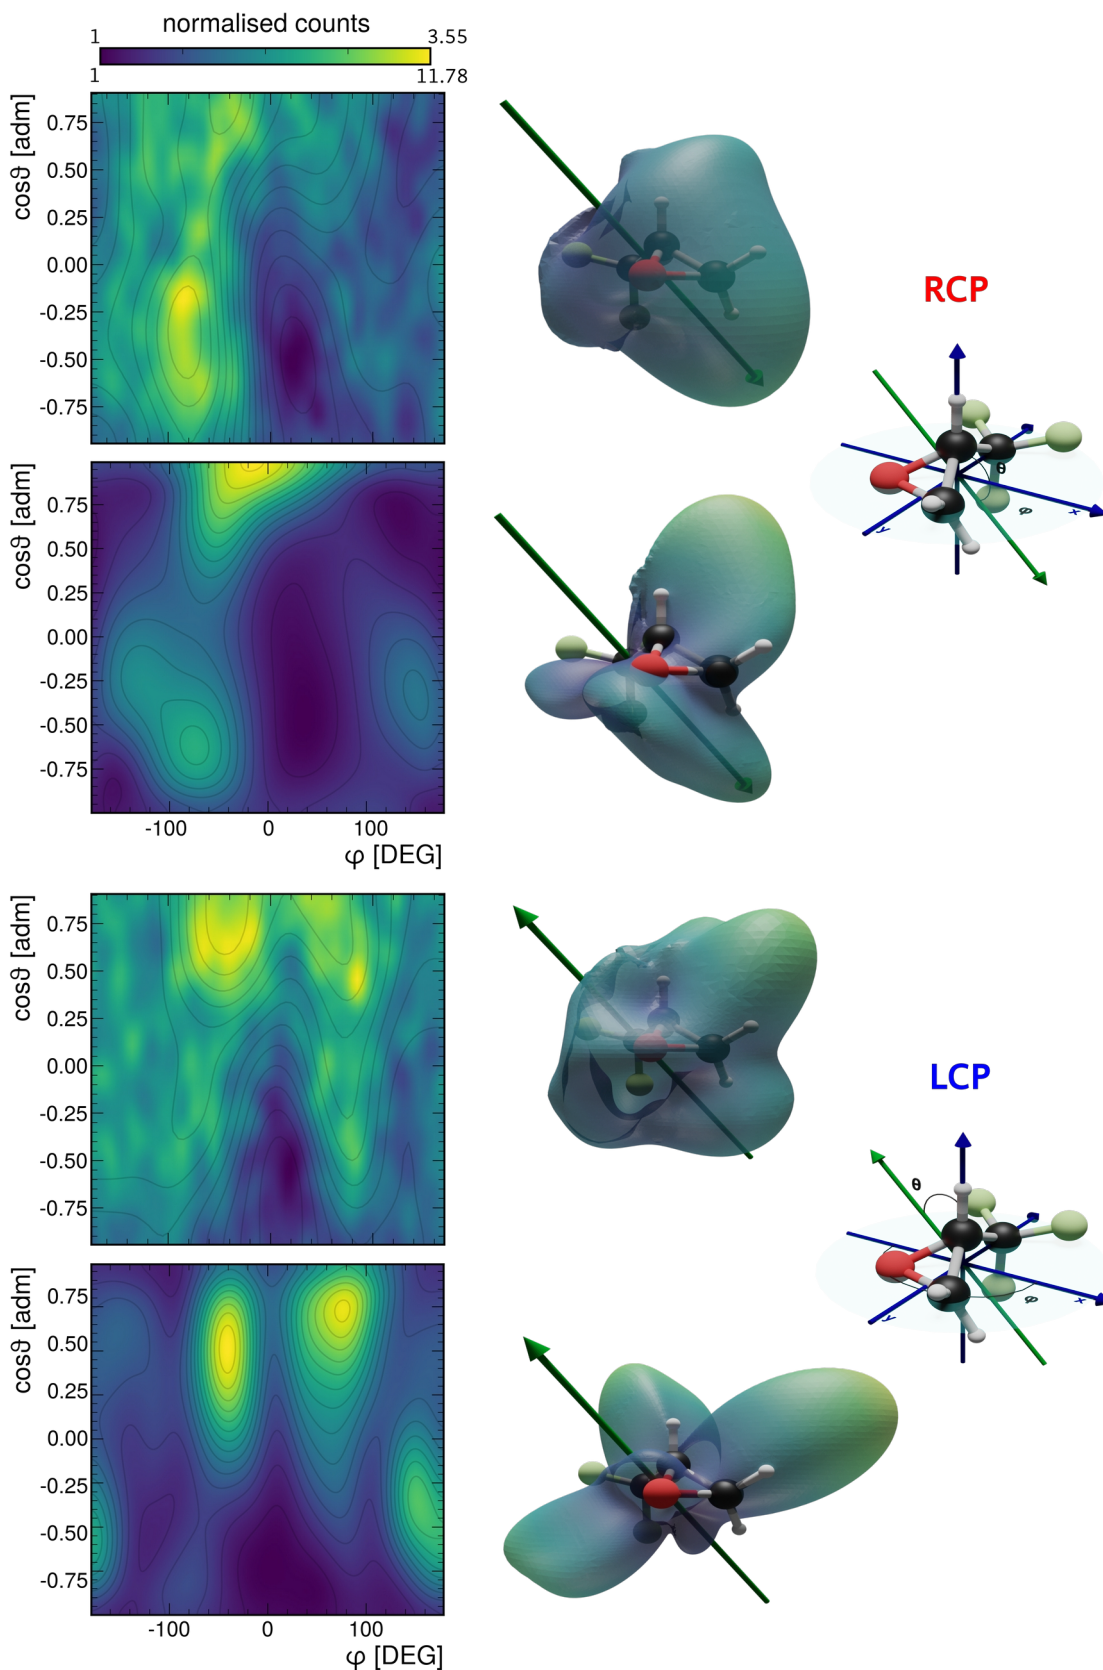 normalised counts
1 3.55
1 11.78
cosϑ [adm]
0.75
0.50
0.25
0.00
-0.25
-0.50
-0.75
RCP
θ
φ
x
y
cosϑ [adm]
0.75
0.50
0.25
0.00
-0.25
-0.50
-0.75
-100 0 100
φ [DEG]
cosϑ [adm]
0.75
0.50
0.25
0.00
-0.25
-0.50
-0.75
LCP
θ
φ
x
y
cosϑ [adm]
0.75
0.50
0.25
0.00
-0.25
-0.50
-0.75
-100 0 100
φ [DEG]